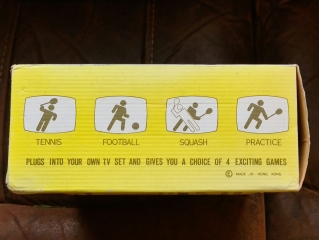 TENNIS FOOTBALL SQUASH PRACTICE
PLUGS INTO YOUR OWN TV SET AND GIVES YOU A CHOICE OF 4 EXCITING GAMES
© MADE IN HONG KONG